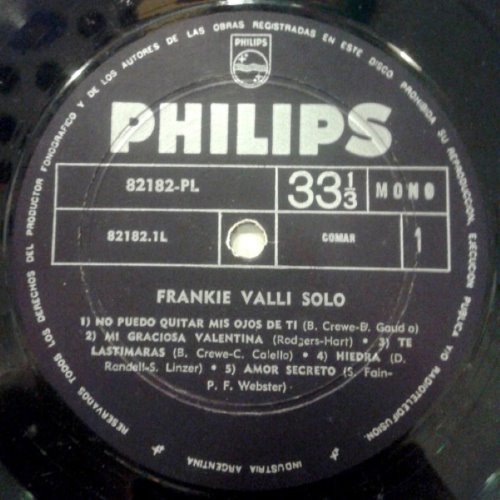 RESERVADOS TODOS LOS DERECHOS DEL PRODUCTOR FONOGRAFICO Y DE LOS AUTORES DE LAS OBRAS REGISTRADAS EN ESTE DISCO. PROHIBIDA SU REPRODUCCION, EJECUCION PUBLICA Y/O RADIOTELEDIFUSION.
PHILIPS
PHILIPS
82182-PL
33 1/3
MONO
82182.1L
COMAR
1
FRANKIE VALLI SOLO
1) NO PUEDO QUITAR MIS OJOS DE TI (B. Crewe-B. Gaudio)
2) MI GRACIOSA VALENTINA (Rodgers-Hart) · 3) TE
LASTIMARAS (B. Crewe-C. Calello) · 4) HIEDRA (D.
Randell-S. Linzer) · 5) AMOR SECRETO (S. Fain-
P. F. Webster)·
INDUSTRIA ARGENTINA